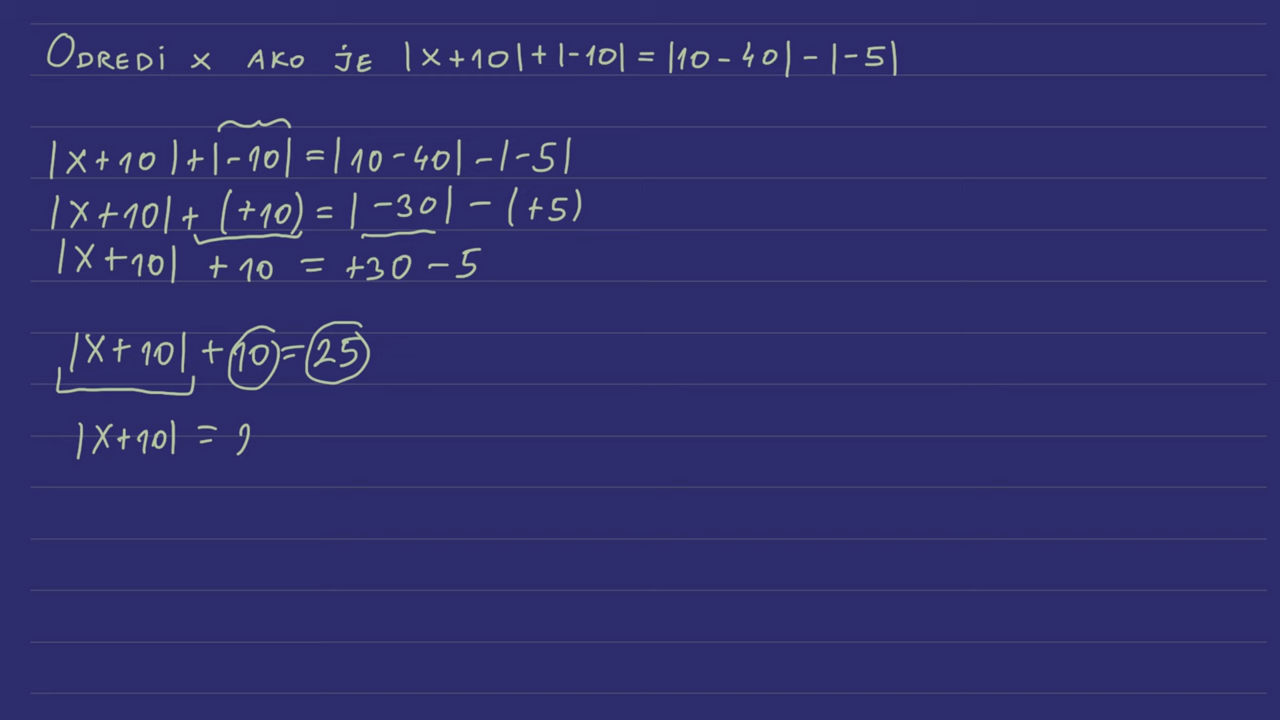 ODREDI X AKO JE |X+10|+|-10|=|10-40|-|-5|
|X+10|+|-10|=|10-40|-|-5|
|X+10|+(+10)=|-30|-(+5)
|X+10| +10 = +30-5
|X+10|+10=25
|X+10| =